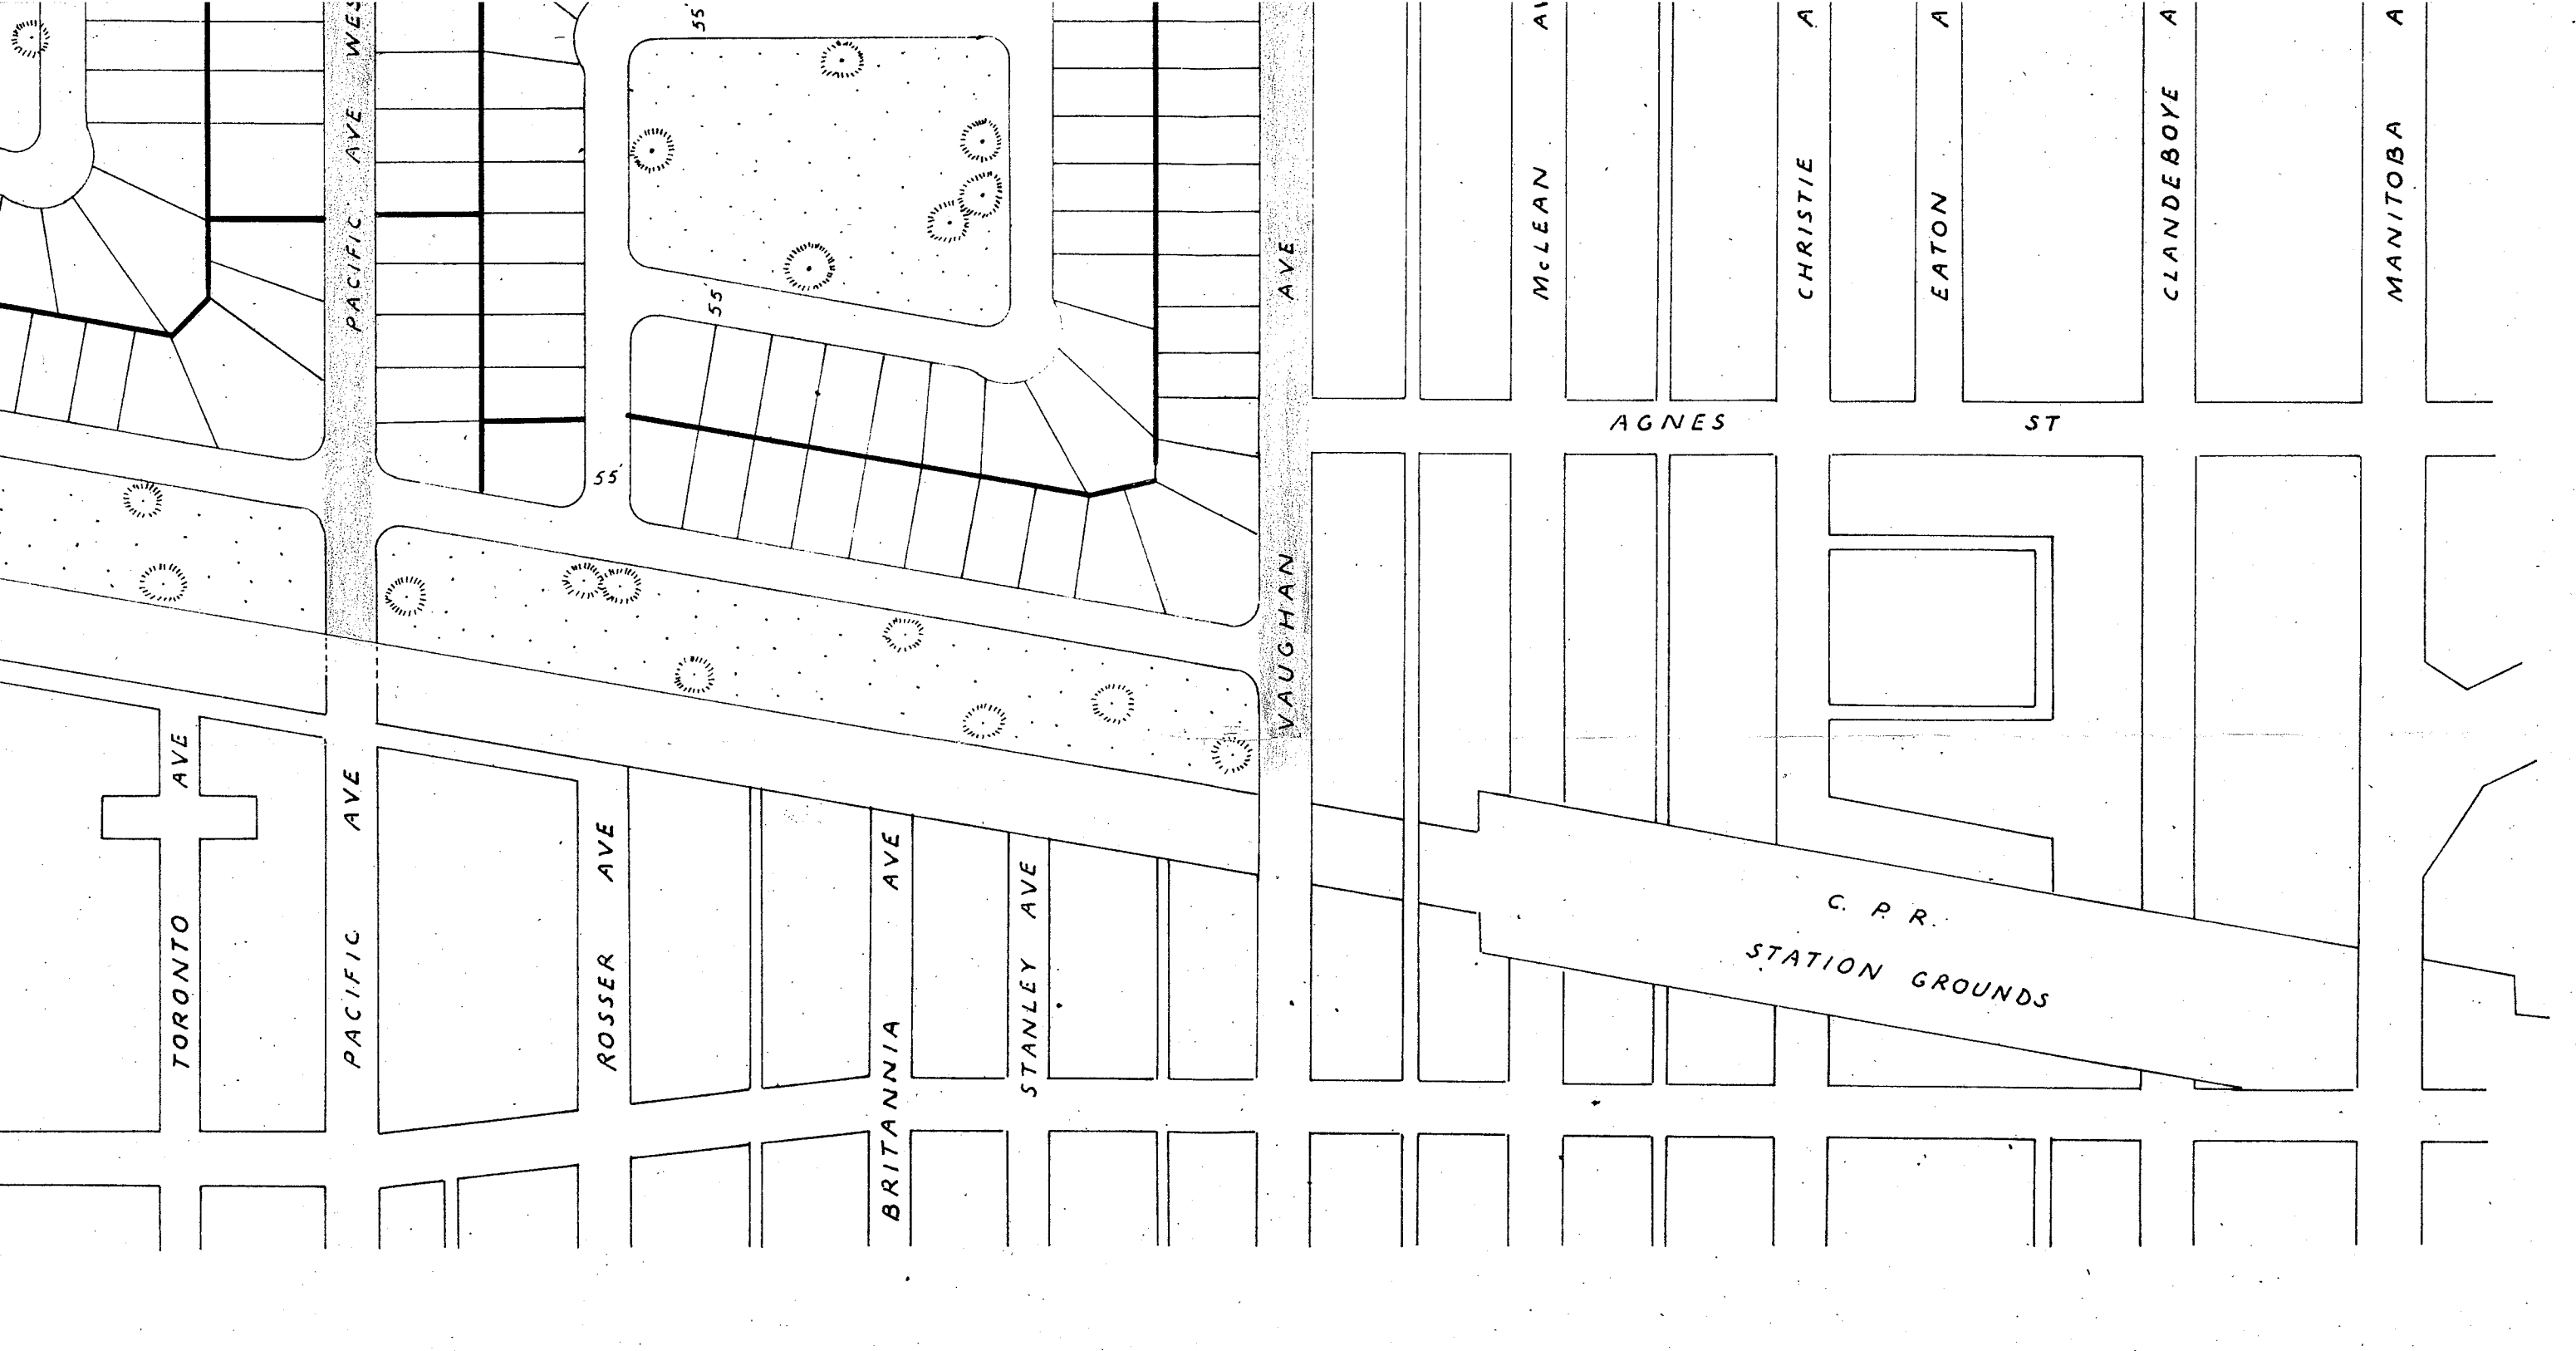 55'
PACIFIC AVE WES
55'
55'
VAUGHAN AVE
McLEAN AV
CHRISTIE A
EATON A
CLANDEBOYE A
MANITOBA A
AGNES ST
TORONTO AVE
PACIFIC AVE
ROSSER AVE
BRITANNIA AVE
STANLEY AVE
C. P. R.
STATION GROUNDS